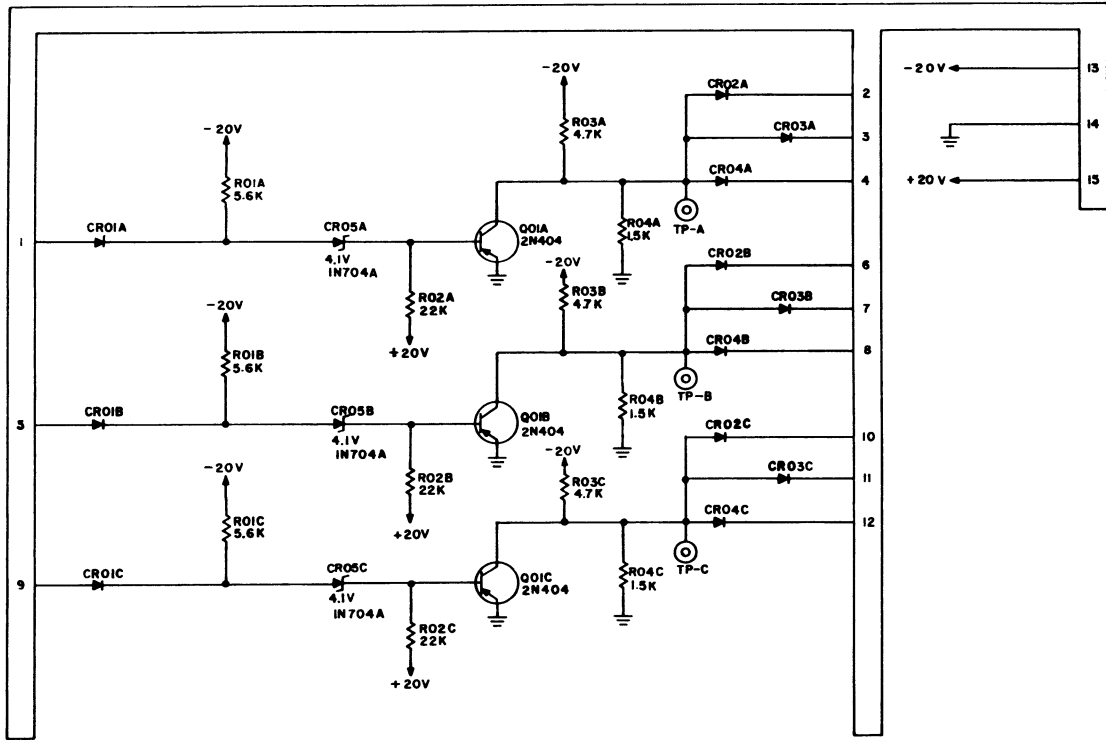 -20V
13
14
+20V
15
-20V
R03A
4.7K
CR02A
2
CR03A
3
CR04A
4
-20V
R01A
5.6K
1
CR01A
CR05A
4.1V
1N704A
R02A
22K
+20V
Q01A
2N404
R04A
1.5K
TP-A
-20V
R03B
4.7K
CR02B
6
CR03B
7
CR04B
8
-20V
R01B
5.6K
5
CR01B
CR05B
4.1V
1N704A
R02B
22K
+20V
Q01B
2N404
R04B
1.5K
TP-B
-20V
R03C
4.7K
CR02C
10
CR03C
11
CR04C
12
-20V
R01C
5.6K
9
CR01C
CR05C
4.1V
1N704A
R02C
22K
+20V
Q01C
2N404
R04C
1.5K
TP-C